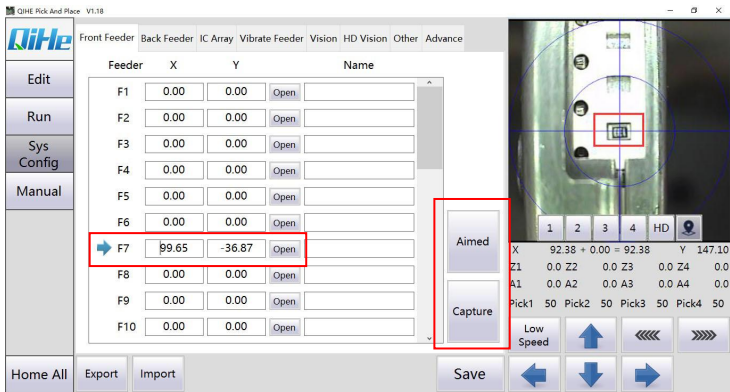 QIHE Pick And Place V1.18
QiHe
Front Feeder Back Feeder IC Array Vibrate Feeder Vision HD Vision Other Advance
Edit
Run
Sys Config
Manual
Home All
Feeder X Y Name
F1 0.00 0.00 Open
F2 0.00 0.00 Open
F3 0.00 0.00 Open
F4 0.00 0.00 Open
F5 0.00 0.00 Open
F6 0.00 0.00 Open
F7 99.65 -36.87 Open
F8 0.00 0.00 Open
F9 0.00 0.00 Open
F10 0.00 0.00 Open
Aimed
Capture
Export Import Save
1 2 3 4 HD
X 92.38 + 0.00 = 92.38 Y 147.10
Z1 0.0 Z2 0.0 Z3 0.0 Z4 0.0
A1 0.0 A2 0.0 A3 0.0 A4 0.0
Pick1 50 Pick2 50 Pick3 50 Pick4 50
Low
Speed